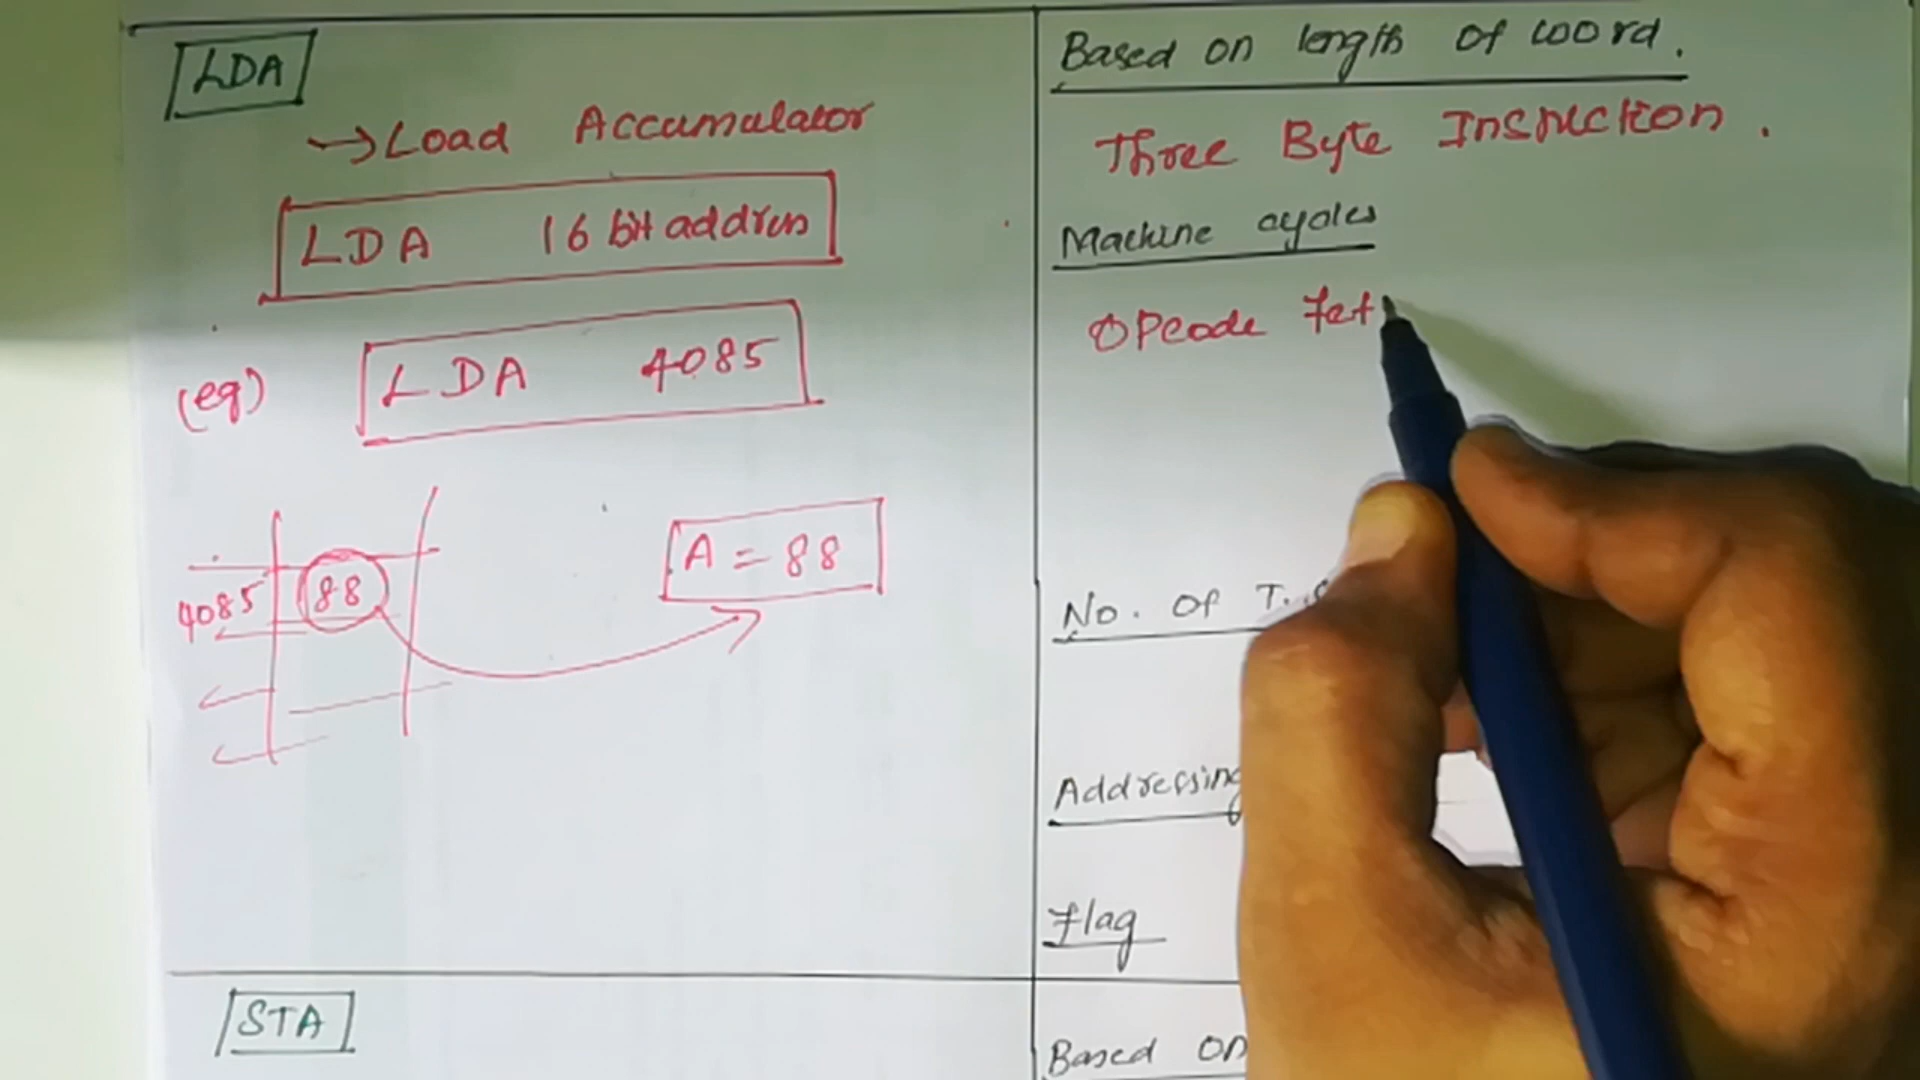 LDA
→ Load Accumulator
LDA 16 bit address
(eg) LDA 4085
4085 88
A = 88
STA
Based on length of word.
Three Byte Instruction.
Machine cycles
Opcode fet
No. of T.
Addressing
Flag
Based on